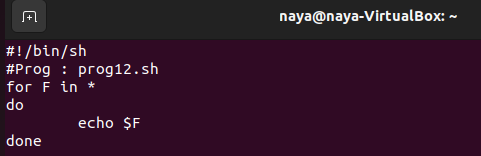 naya@naya-VirtualBox: ~
#!/bin/sh
#Prog : prog12.sh
for F in *
do
        echo $F
done